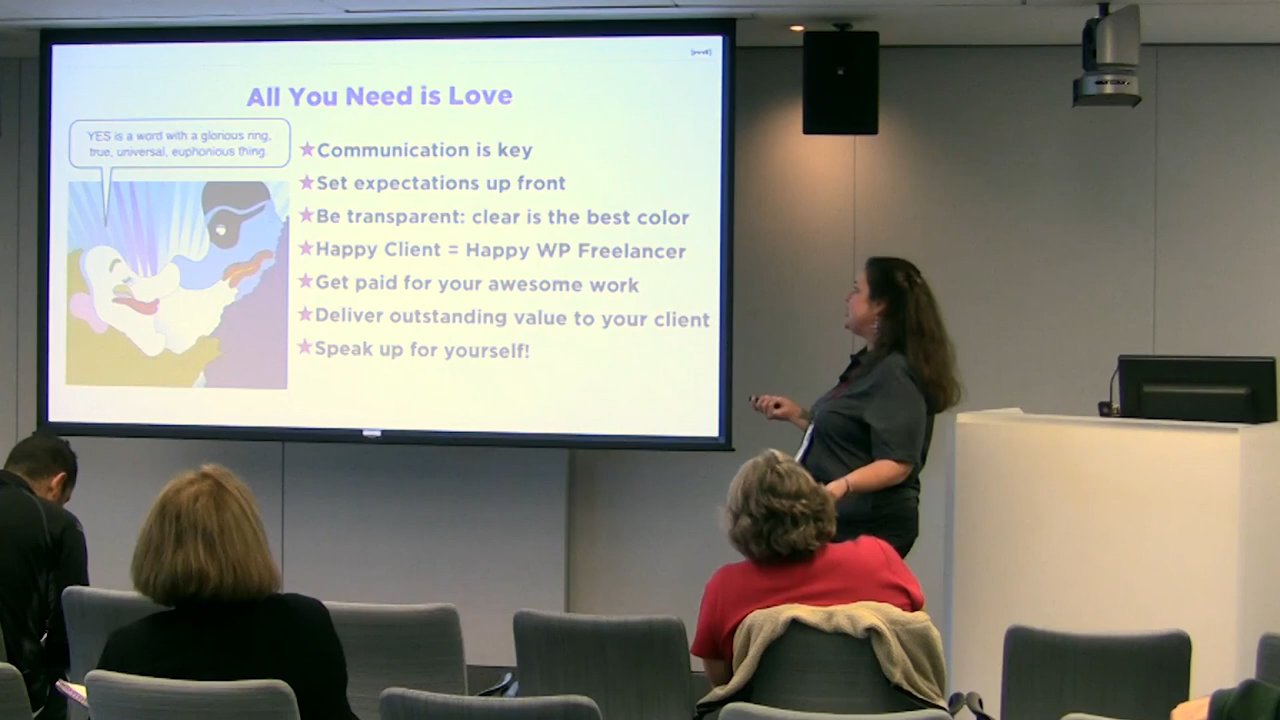 All You Need is Love
YES is a word with a glorious ring,
true, universal, euphonious thing.
Communication is key
Set expectations up front
Be transparent: clear is the best color
Happy Client = Happy WP Freelancer
Get paid for your awesome work
Deliver outstanding value to your client
Speak up for yourself!